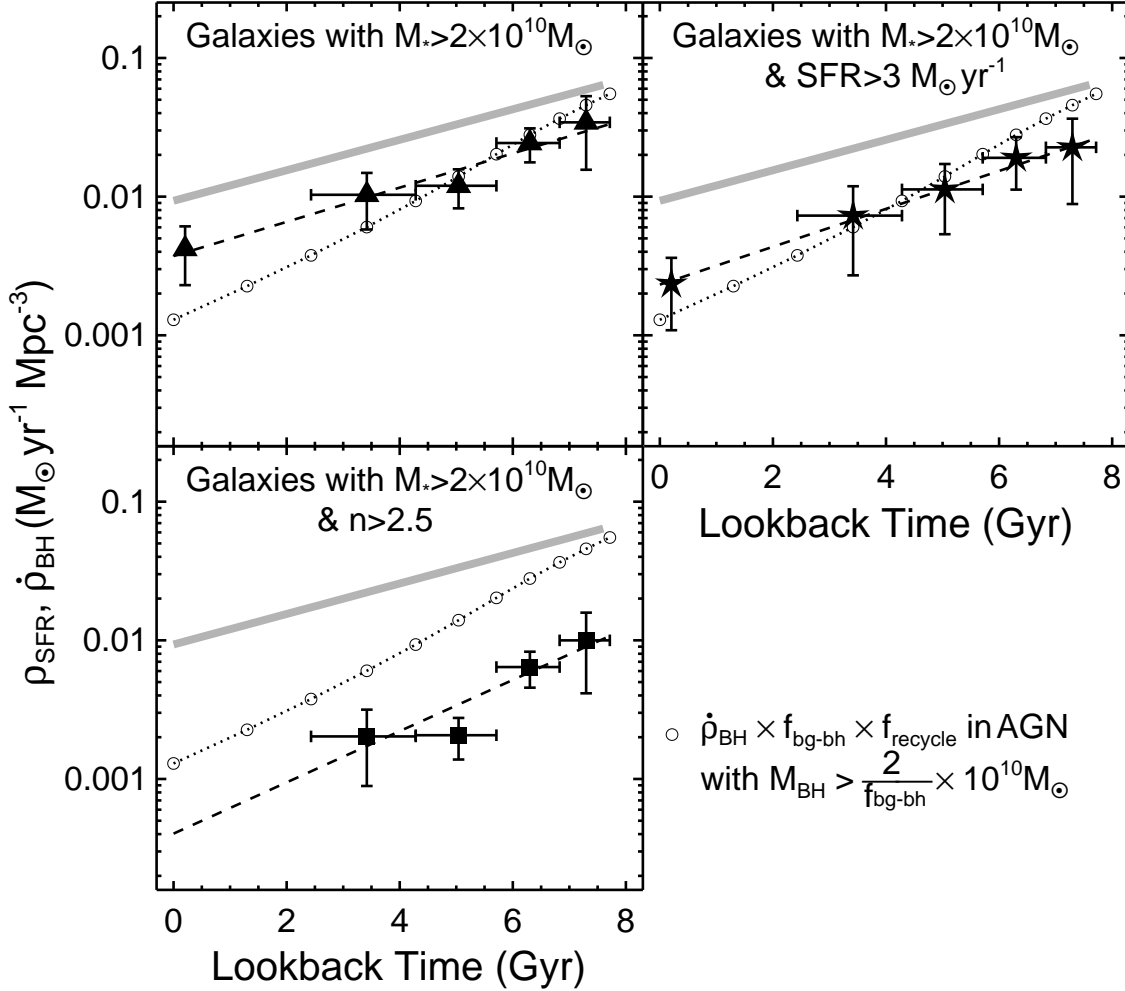 Galaxies with M*>2×10¹⁰M⊙
Galaxies with M*>2×10¹⁰M⊙
& SFR>3 M⊙yr⁻¹
0.1
0.01
0.001
0 2 4 6 8
Lookback Time (Gyr)
ρSFR, ρ̇BH (M⊙yr⁻¹ Mpc⁻³)
Galaxies with M*>2×10¹⁰M⊙
& n>2.5
0.1
0.01
0.001
0 2 4 6 8
Lookback Time (Gyr)
ρ̇BH × fbg-bh × frecycle in AGN
with MBH > 2/fbg-bh × 10¹⁰M⊙